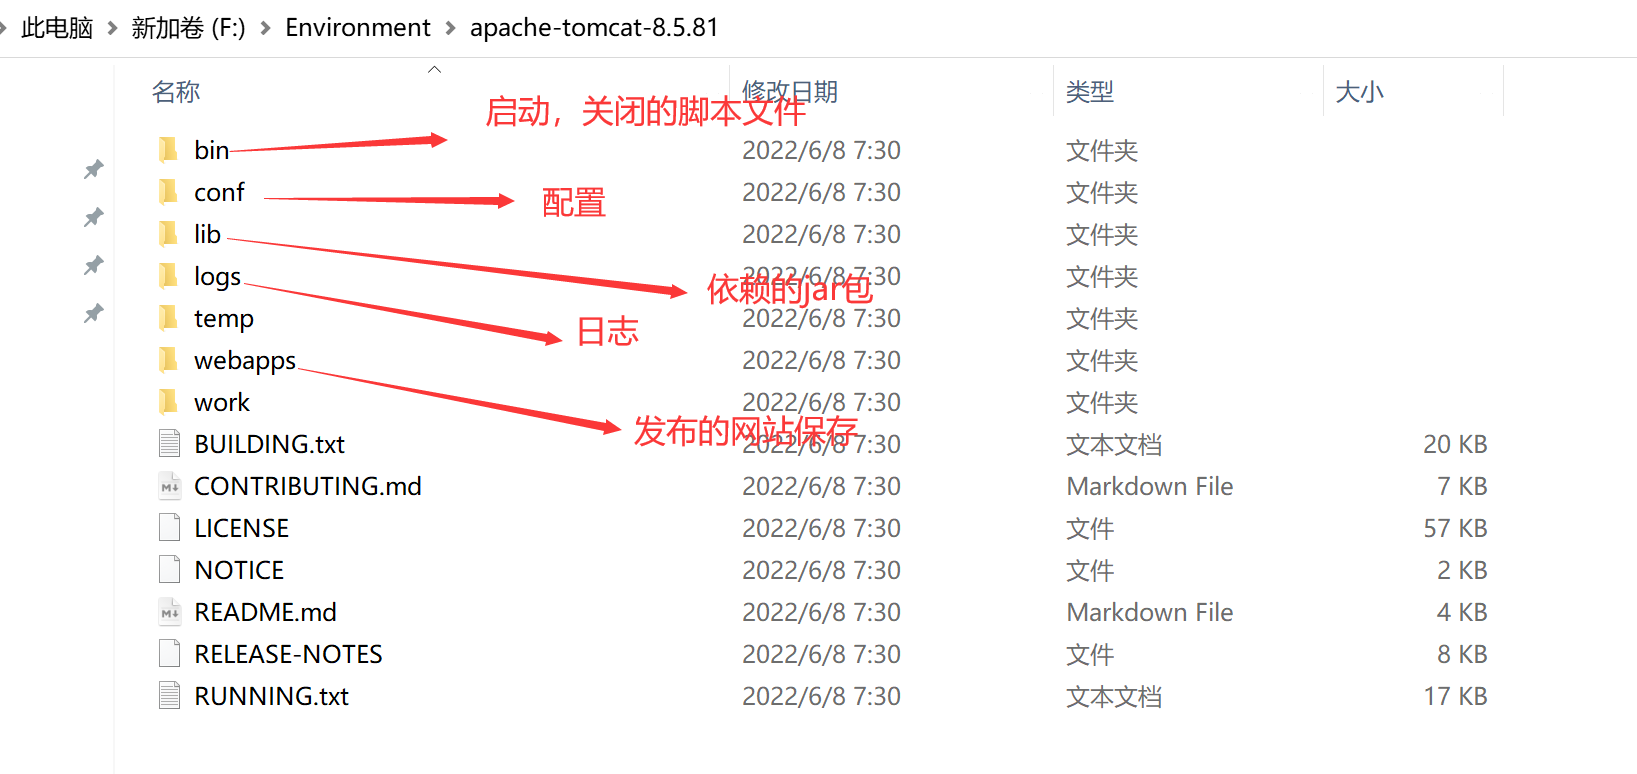 此电脑 > 新加卷 (F:) > Environment > apache-tomcat-8.5.81
名称 修改日期 类型 大小
启动，关闭的脚本文件
bin 2022/6/8 7:30 文件夹
conf 2022/6/8 7:30 文件夹
配置
lib 2022/6/8 7:30 文件夹
logs 2022/6/8 7:30 文件夹
依赖的jar包
temp 2022/6/8 7:30 文件夹
日志
webapps 2022/6/8 7:30 文件夹
work 2022/6/8 7:30 文件夹
发布的网站保存
BUILDING.txt 2022/6/8 7:30 文本文档 20 KB
CONTRIBUTING.md 2022/6/8 7:30 Markdown File 7 KB
LICENSE 2022/6/8 7:30 文件 57 KB
NOTICE 2022/6/8 7:30 文件 2 KB
README.md 2022/6/8 7:30 Markdown File 4 KB
RELEASE-NOTES 2022/6/8 7:30 文件 8 KB
RUNNING.txt 2022/6/8 7:30 文本文档 17 KB